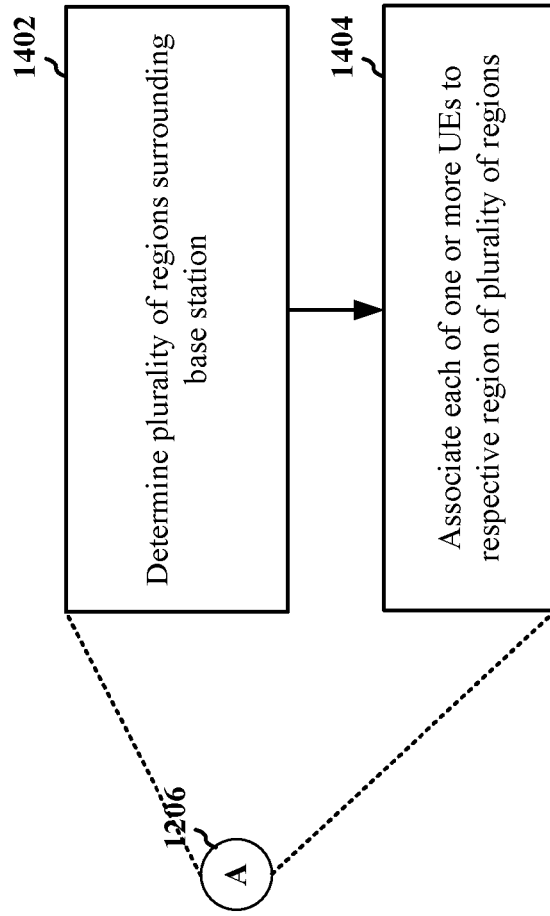 1206
A
1402
Determine plurality of regions surrounding
base station
1404
Associate each of one or more UEs to
respective region of plurality of regions